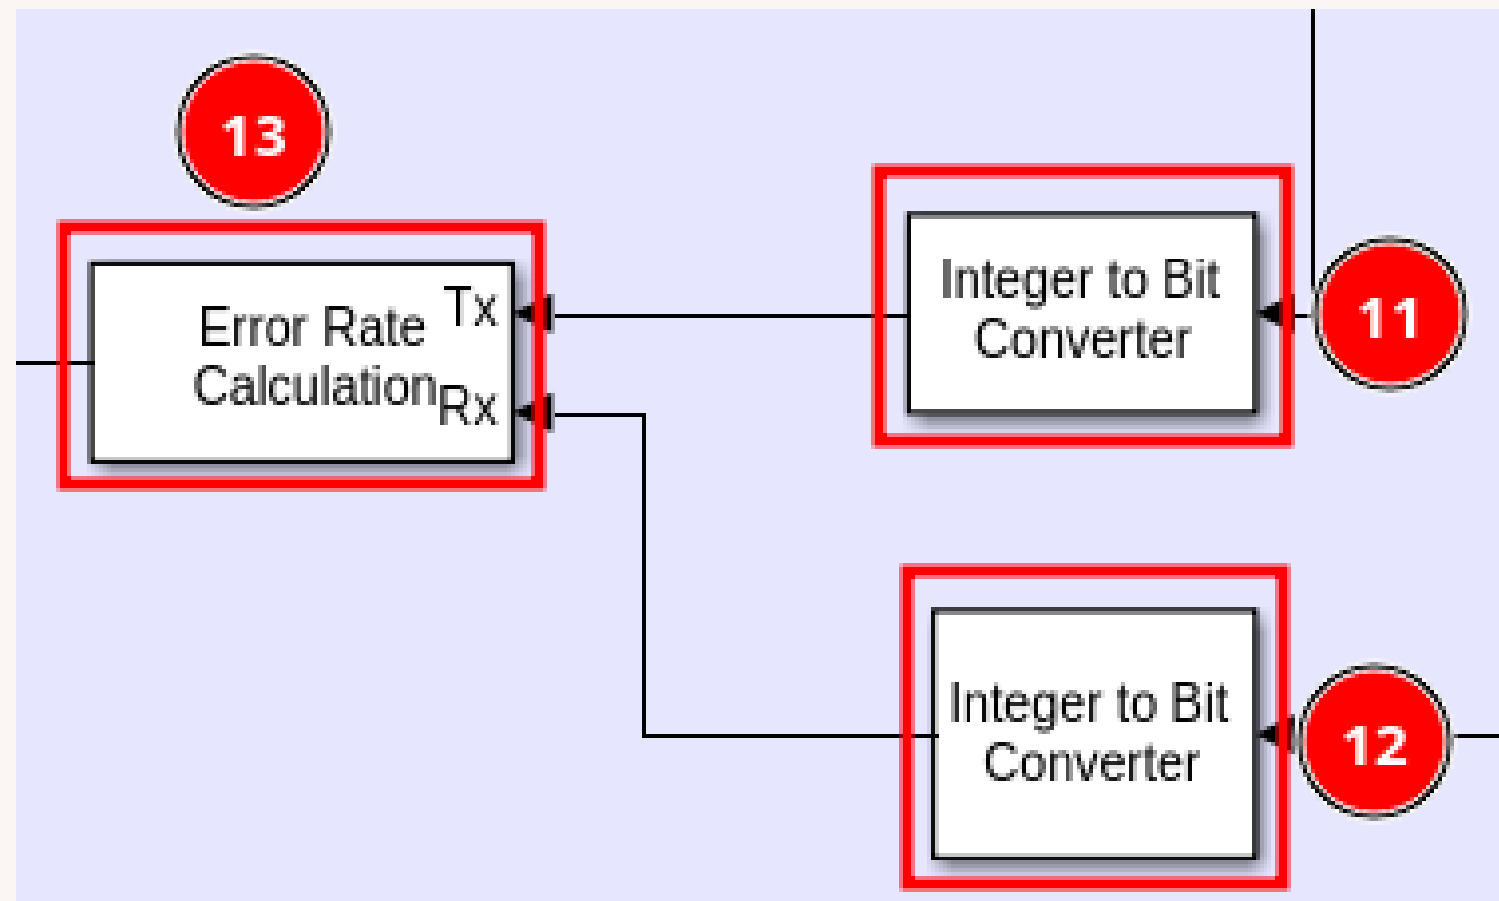 13
Error Rate
Calculation
Tx
Rx
Integer to Bit
Converter
11
Integer to Bit
Converter
12